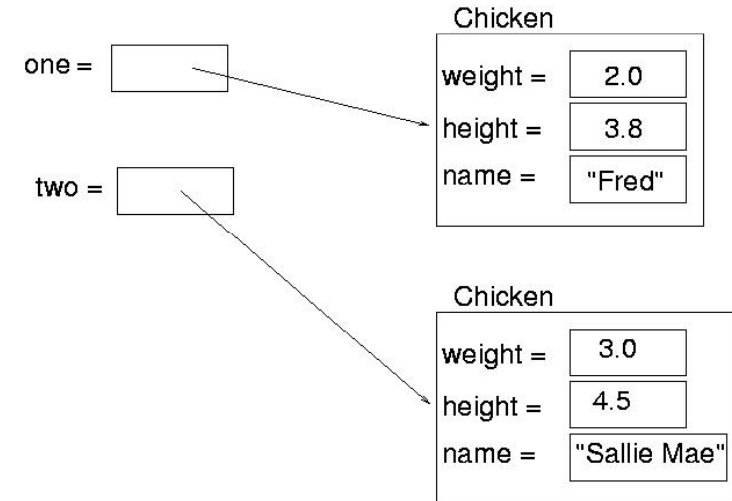 one =
two =
Chicken
weight = 2.0
height = 3.8
name = "Fred"
Chicken
weight = 3.0
height = 4.5
name = "Sallie Mae"